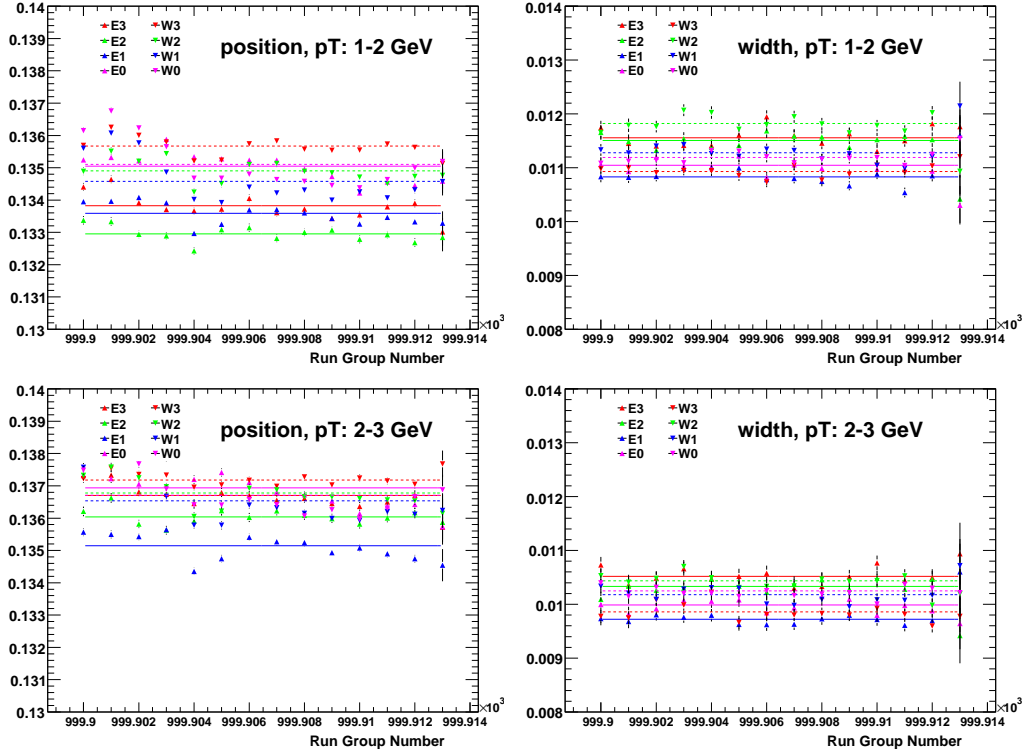 0.14
0.139
0.138
0.137
0.136
0.135
0.134
0.133
0.132
0.131
0.13
E3 W3
E2 W2
E1 W1
E0 W0
position, pT: 1-2 GeV
999.9 999.902 999.904 999.906 999.908 999.91 999.912 999.914
×10³
Run Group Number
0.014
0.013
0.012
0.011
0.01
0.009
0.008
E3 W3
E2 W2
E1 W1
E0 W0
width, pT: 1-2 GeV
999.9 999.902 999.904 999.906 999.908 999.91 999.912 999.914
×10³
Run Group Number
0.14
0.139
0.138
0.137
0.136
0.135
0.134
0.133
0.132
0.131
0.13
E3 W3
E2 W2
E1 W1
E0 W0
position, pT: 2-3 GeV
999.9 999.902 999.904 999.906 999.908 999.91 999.912 999.914
×10³
Run Group Number
0.014
0.013
0.012
0.011
0.01
0.009
0.008
E3 W3
E2 W2
E1 W1
E0 W0
width, pT: 2-3 GeV
999.9 999.902 999.904 999.906 999.908 999.91 999.912 999.914
×10³
Run Group Number